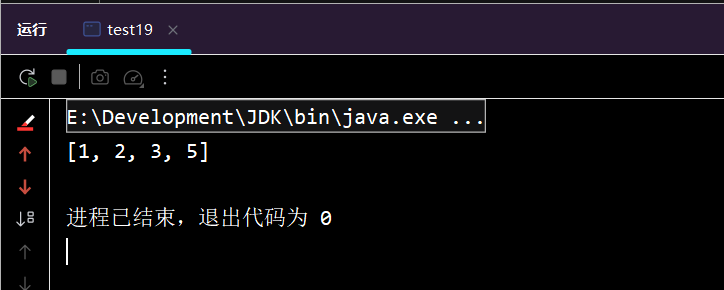 运行 test19
E:\Development\JDK\bin\java.exe ...
[1, 2, 3, 5]
进程已结束，退出代码为 0